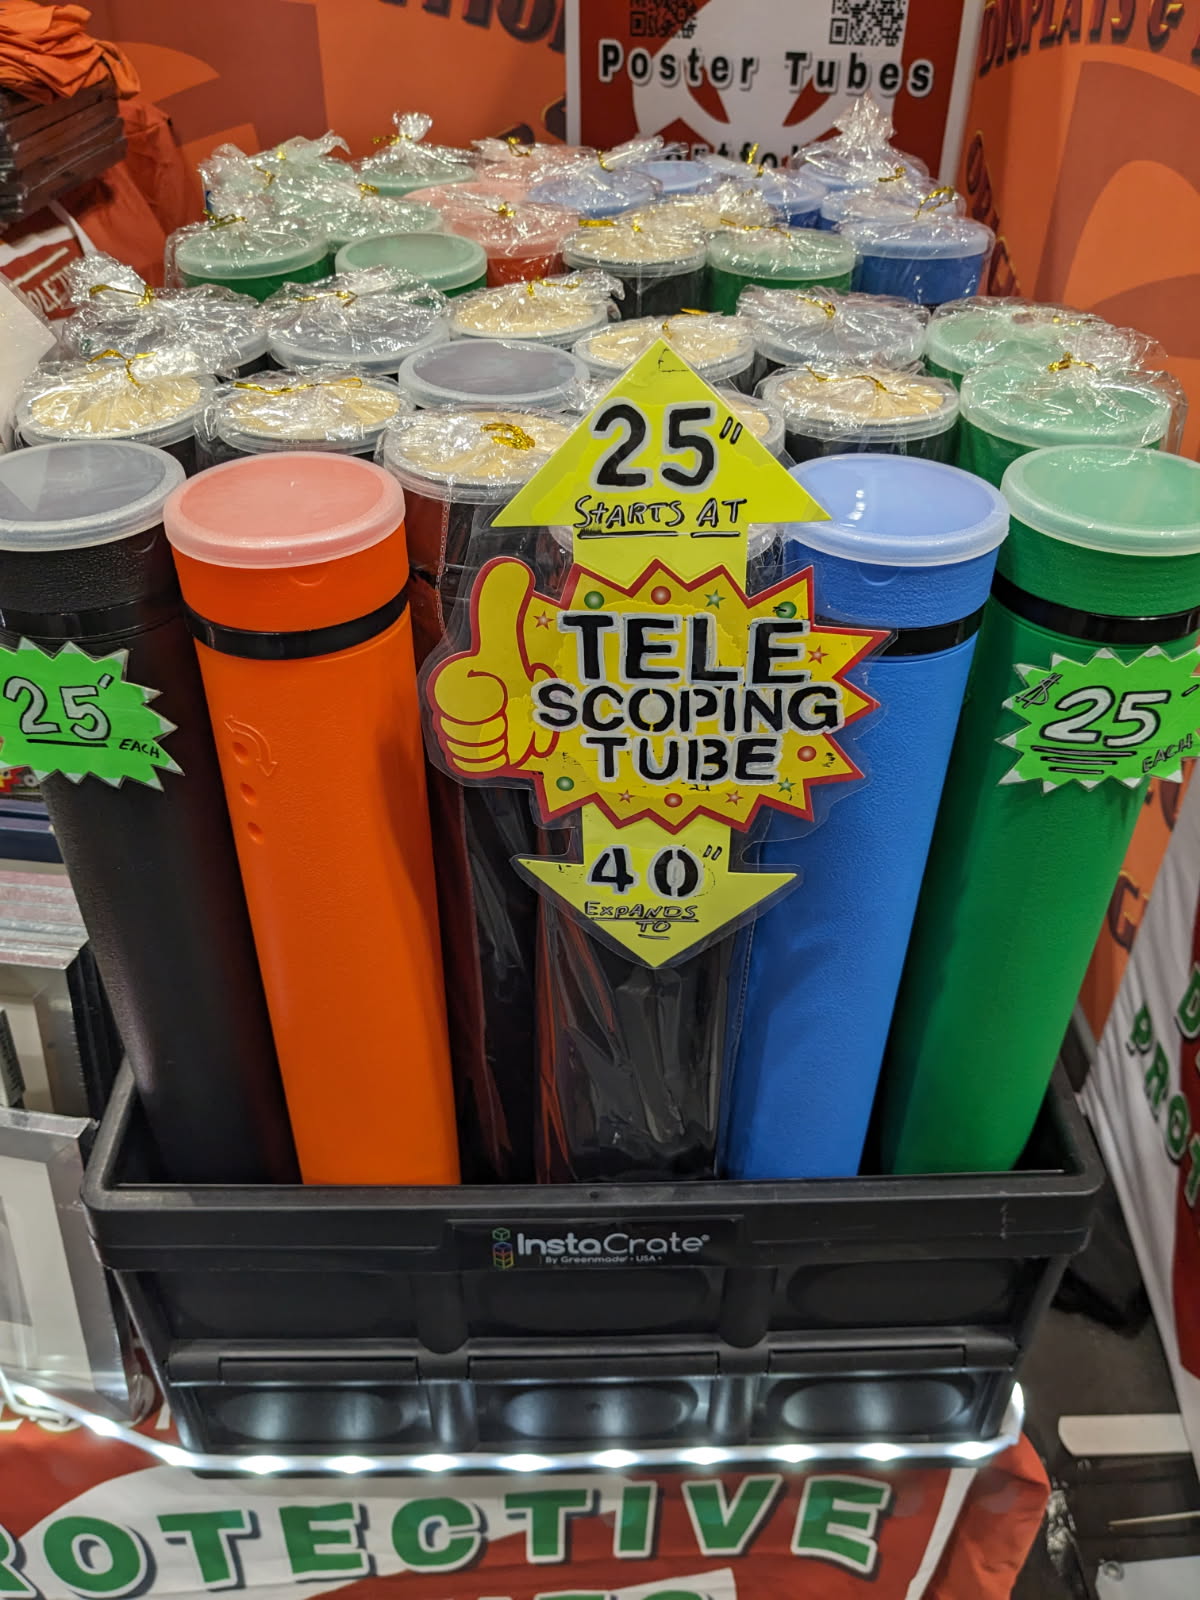 Poster Tubes
25"
STARTS AT
TELE
SCOPING
TUBE
40"
EXPANDS
TO
25'
EACH
$25
EACH
InstaCrate®
By Greenmade® • USA •
ROTECTIVE